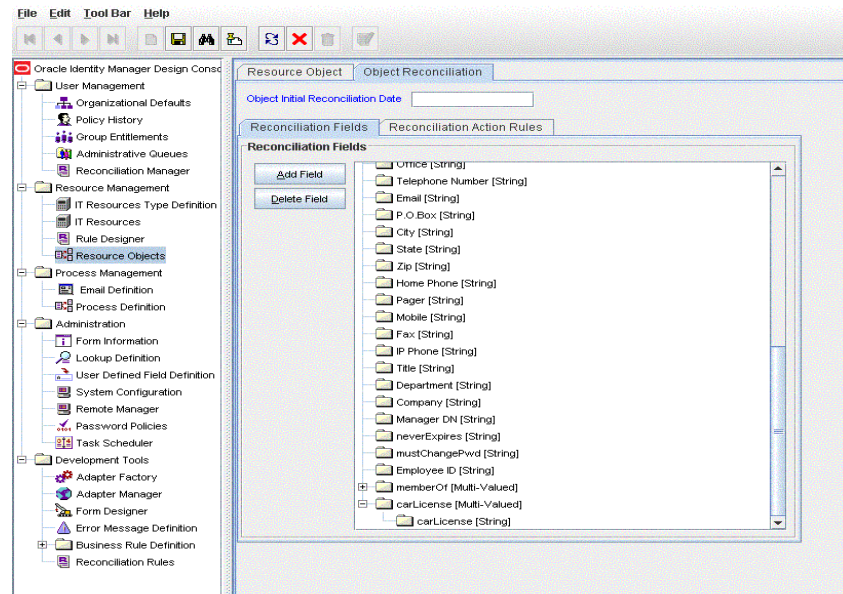 File Edit Tool Bar Help
Oracle Identity Manager Design Consc
User Management
Organizational Defaults
Policy History
Group Entitlements
Administrative Queues
Reconciliation Manager
Resource Management
IT Resources Type Definition
IT Resources
Rule Designer
Resource Objects
Process Management
Email Definition
Process Definition
Administration
Form Information
Lookup Definition
User Defined Field Definition
System Configuration
Remote Manager
Password Policies
Task Scheduler
Development Tools
Adapter Factory
Adapter Manager
Form Designer
Error Message Definition
Business Rule Definition
Reconciliation Rules
Resource Object Object Reconciliation
Object Initial Reconciliation Date
Reconciliation Fields Reconciliation Action Rules
Reconciliation Fields
Add Field
Delete Field
Office [String]
Telephone Number [String]
Email [String]
P.O.Box [String]
City [String]
State [String]
Zip [String]
Home Phone [String]
Pager [String]
Mobile [String]
Fax [String]
IP Phone [String]
Title [String]
Department [String]
Company [String]
Manager DN [String]
neverExpires [String]
mustChangePwd [String]
Employee ID [String]
memberOf [Multi-Valued]
carLicense [Multi-Valued]
carLicense [String]